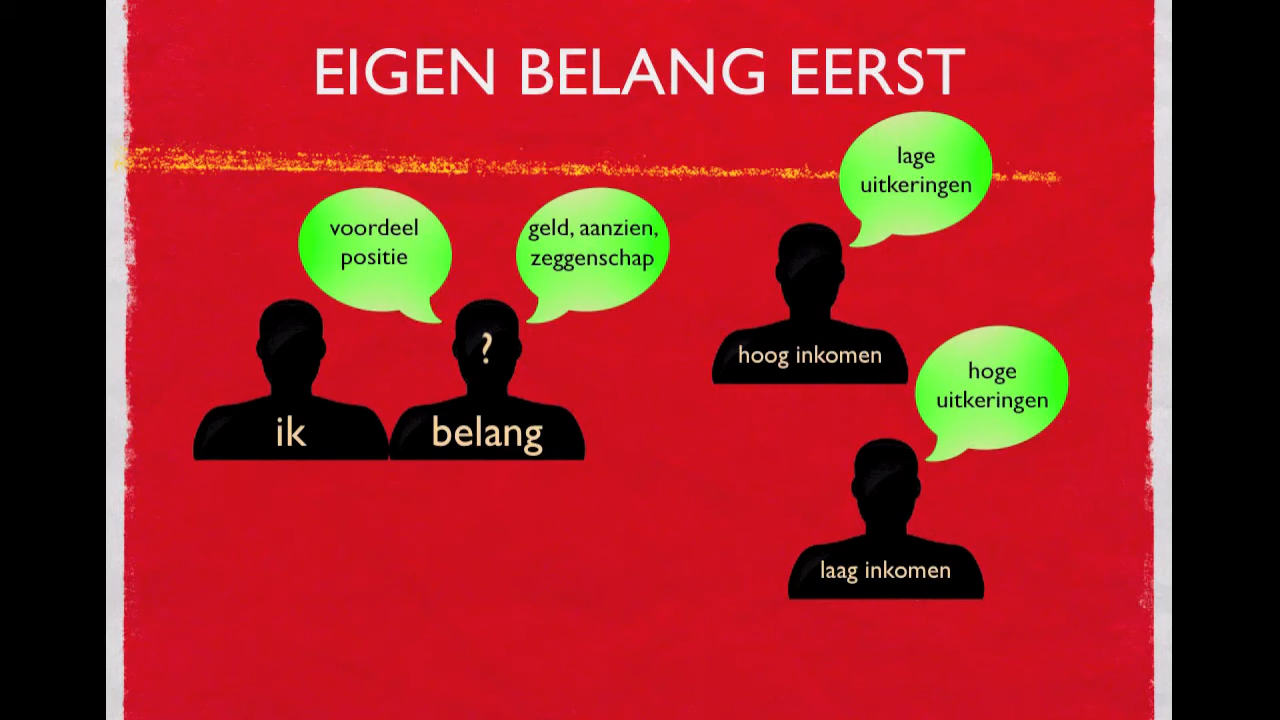 EIGEN BELANG EERST
voordeel
positie
geld, aanzien,
zeggenschap
?
ik
belang
lage
uitkeringen
hoog inkomen
hoge
uitkeringen
laag inkomen